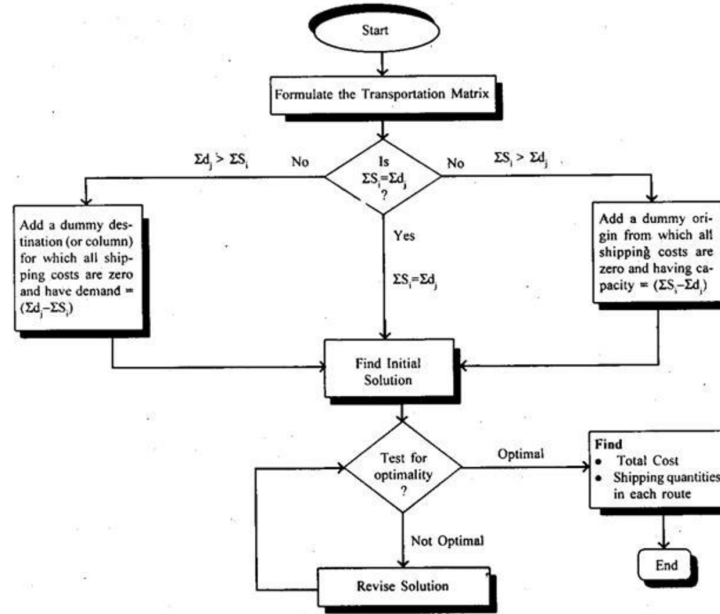 Start
Formulate the Transportation Matrix
Σdⱼ > ΣSᵢ
No
Is
ΣSᵢ=Σdⱼ
?
No
ΣSᵢ > Σdⱼ
Add a dummy des-
tination (or column)
for which all ship-
ping costs are zero
and have demand =
(Σdⱼ–ΣSᵢ)
Yes
ΣSᵢ=Σdⱼ
Add a dummy ori-
gin from which all
shipping costs are
zero and having ca-
pacity = (ΣSᵢ–Σdⱼ)
Find Initial
Solution
Test for
optimality
?
Optimal
Find
• Total Cost
• Shipping quantities
in each route
Not Optimal
Revise Solution
End